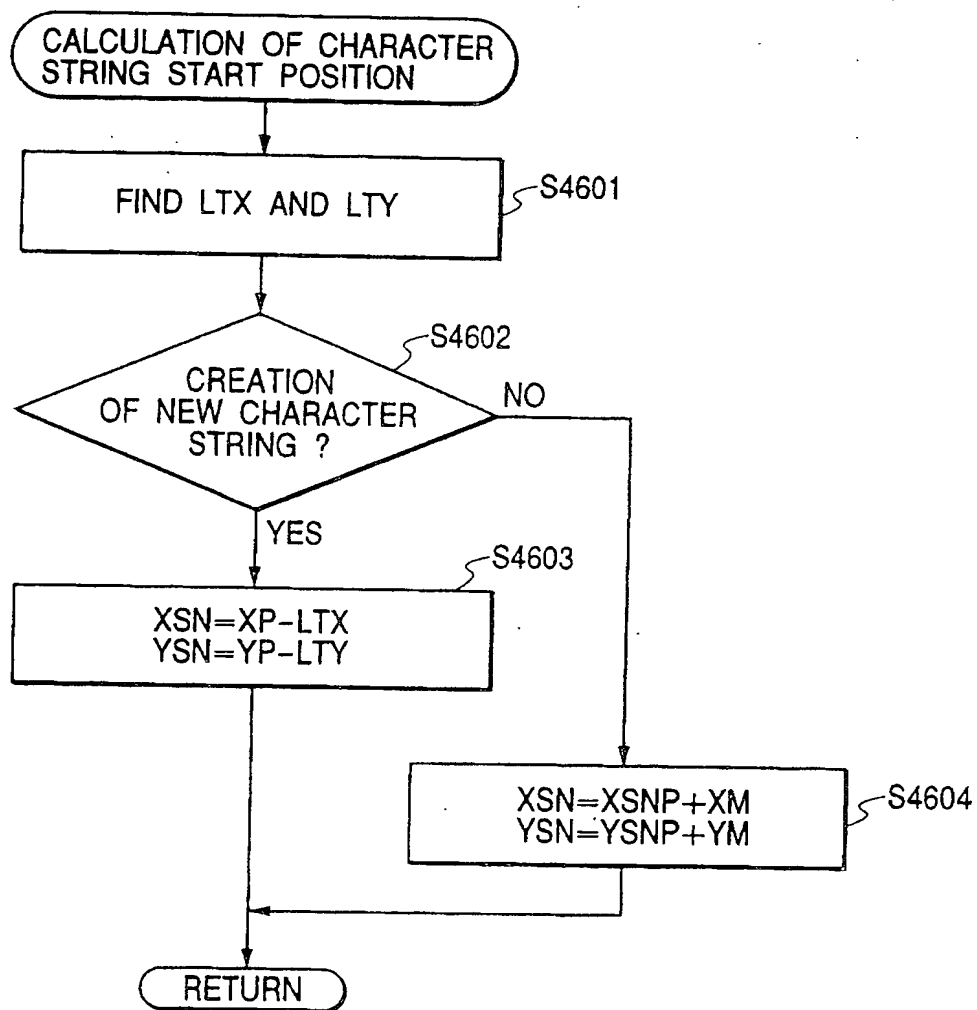 CALCULATION OF CHARACTER
STRING START POSITION
FIND LTX AND LTY
S4601
S4602
CREATION
OF NEW CHARACTER
STRING ?
NO
YES
S4603
XSN=XP-LTX
YSN=YP-LTY
XSN=XSNP+XM
YSN=YSNP+YM
S4604
RETURN